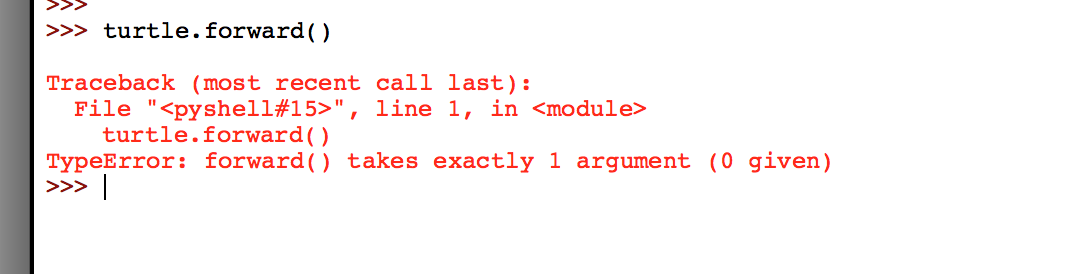 >>>
>>> turtle.forward()
Traceback (most recent call last):
  File "<pyshell#15>", line 1, in <module>
    turtle.forward()
TypeError: forward() takes exactly 1 argument (0 given)
>>>